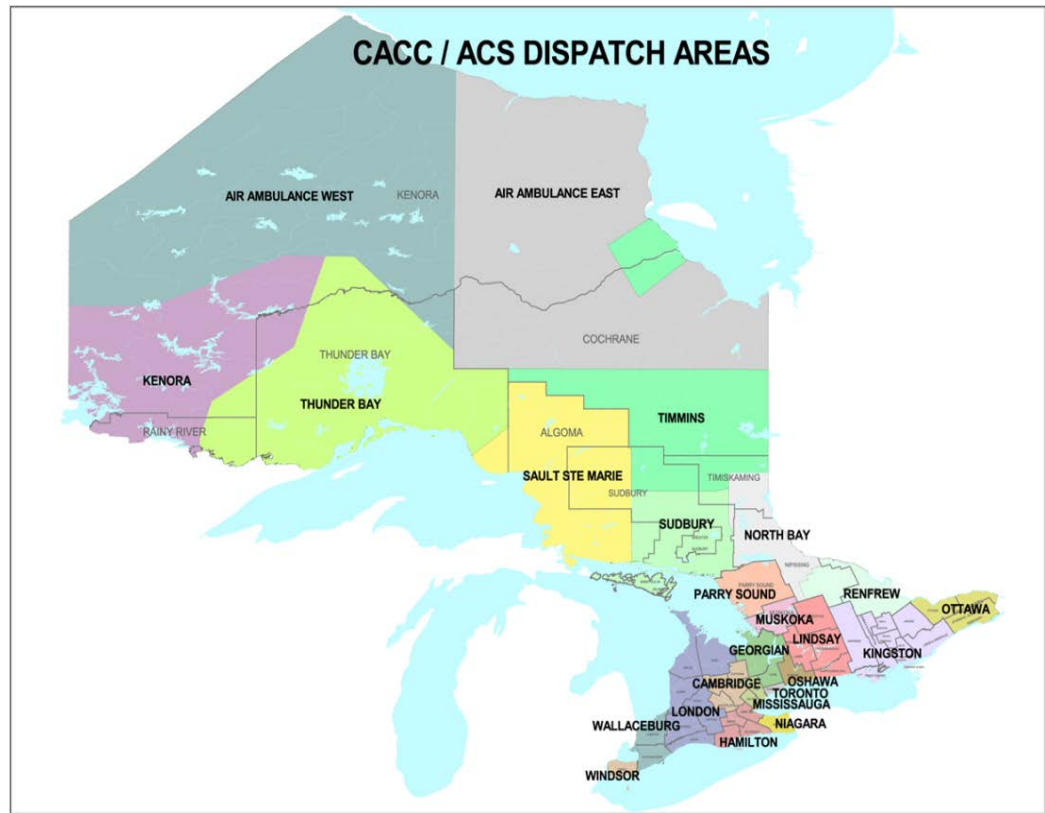 CACC / ACS DISPATCH AREAS
AIR AMBULANCE WEST
KENORA
AIR AMBULANCE EAST
COCHRANE
THUNDER BAY
KENORA
THUNDER BAY
RAINY RIVER
TIMMINS
ALGOMA
SAULT STE MARIE
TIMISKAMING
SUDBURY
SUDBURY
NORTH BAY
NIPISSING
PARRY SOUND
PARRY SOUND
RENFREW
MUSKOKA
OTTAWA
LINDSAY
GEORGIAN
KINGSTON
CAMBRIDGE
OSHAWA
TORONTO
MISSISSAUGA
LONDON
WALLACEBURG
NIAGARA
HAMILTON
WINDSOR